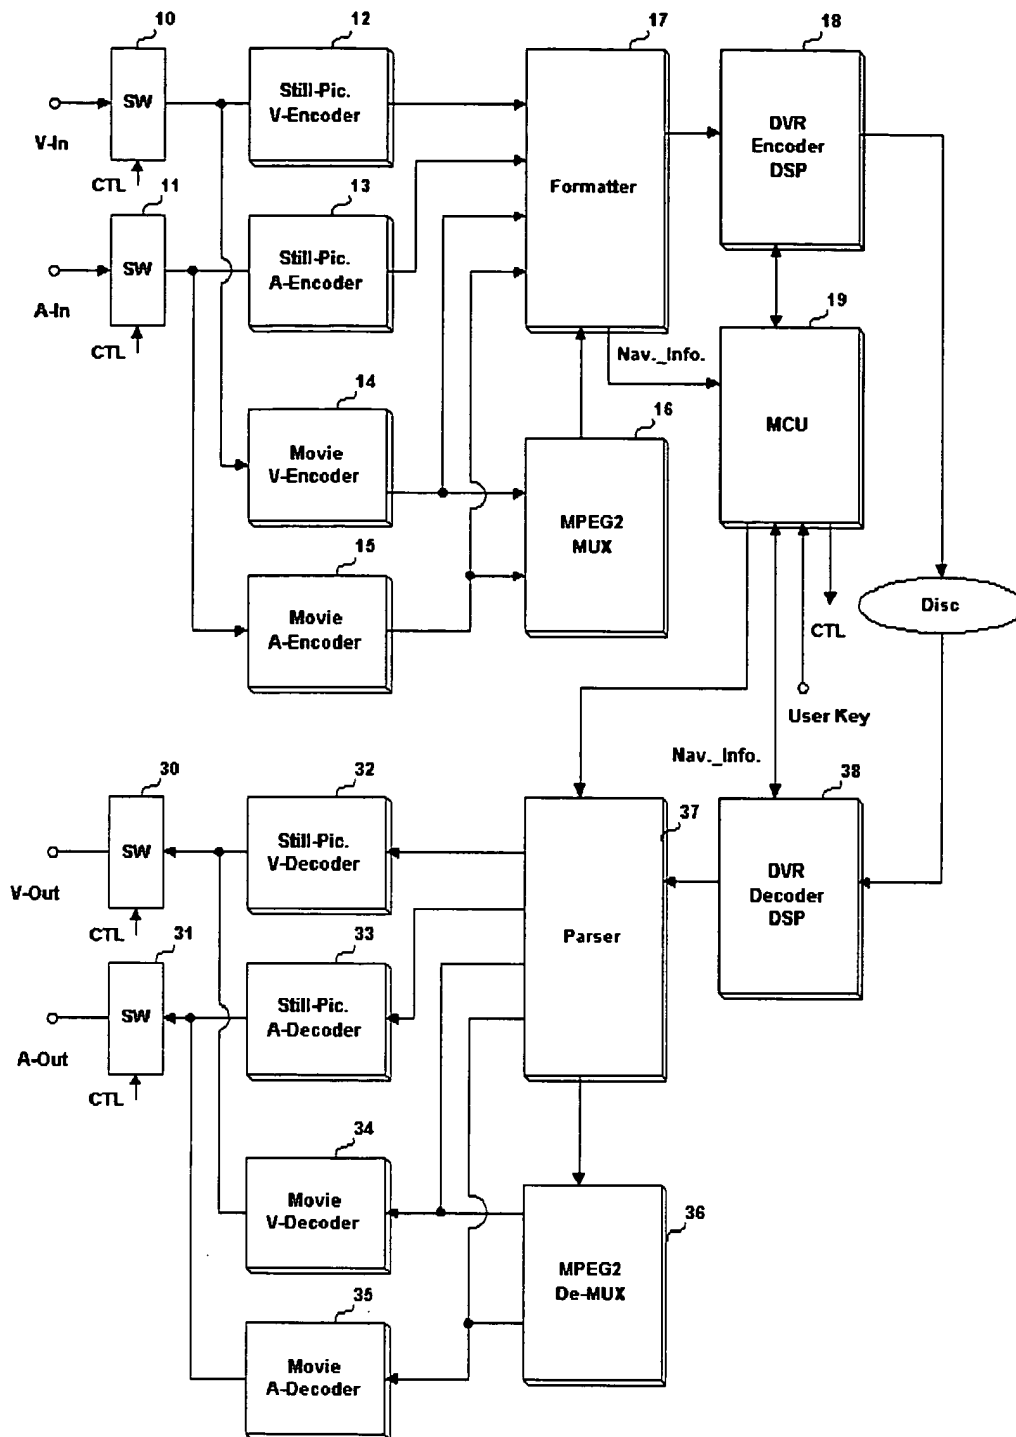 10
12
17
18
SW
Still-Pic.
V-Encoder
DVR
Encoder
DSP
V-In
CTL
11
13
Formatter
SW
Still-Pic.
A-Encoder
A-In
19
CTL
Nav._Info.
14
16
MCU
Movie
V-Encoder
MPEG2
MUX
15
Movie
A-Encoder
Disc
CTL
User Key
Nav._Info.
30
32
38
37
SW
Still-Pic.
V-Decoder
DVR
Decoder
DSP
V-Out
CTL
31
33
Parser
SW
Still-Pic.
A-Decoder
A-Out
CTL
34
Movie
V-Decoder
36
MPEG2
De-MUX
35
Movie
A-Decoder